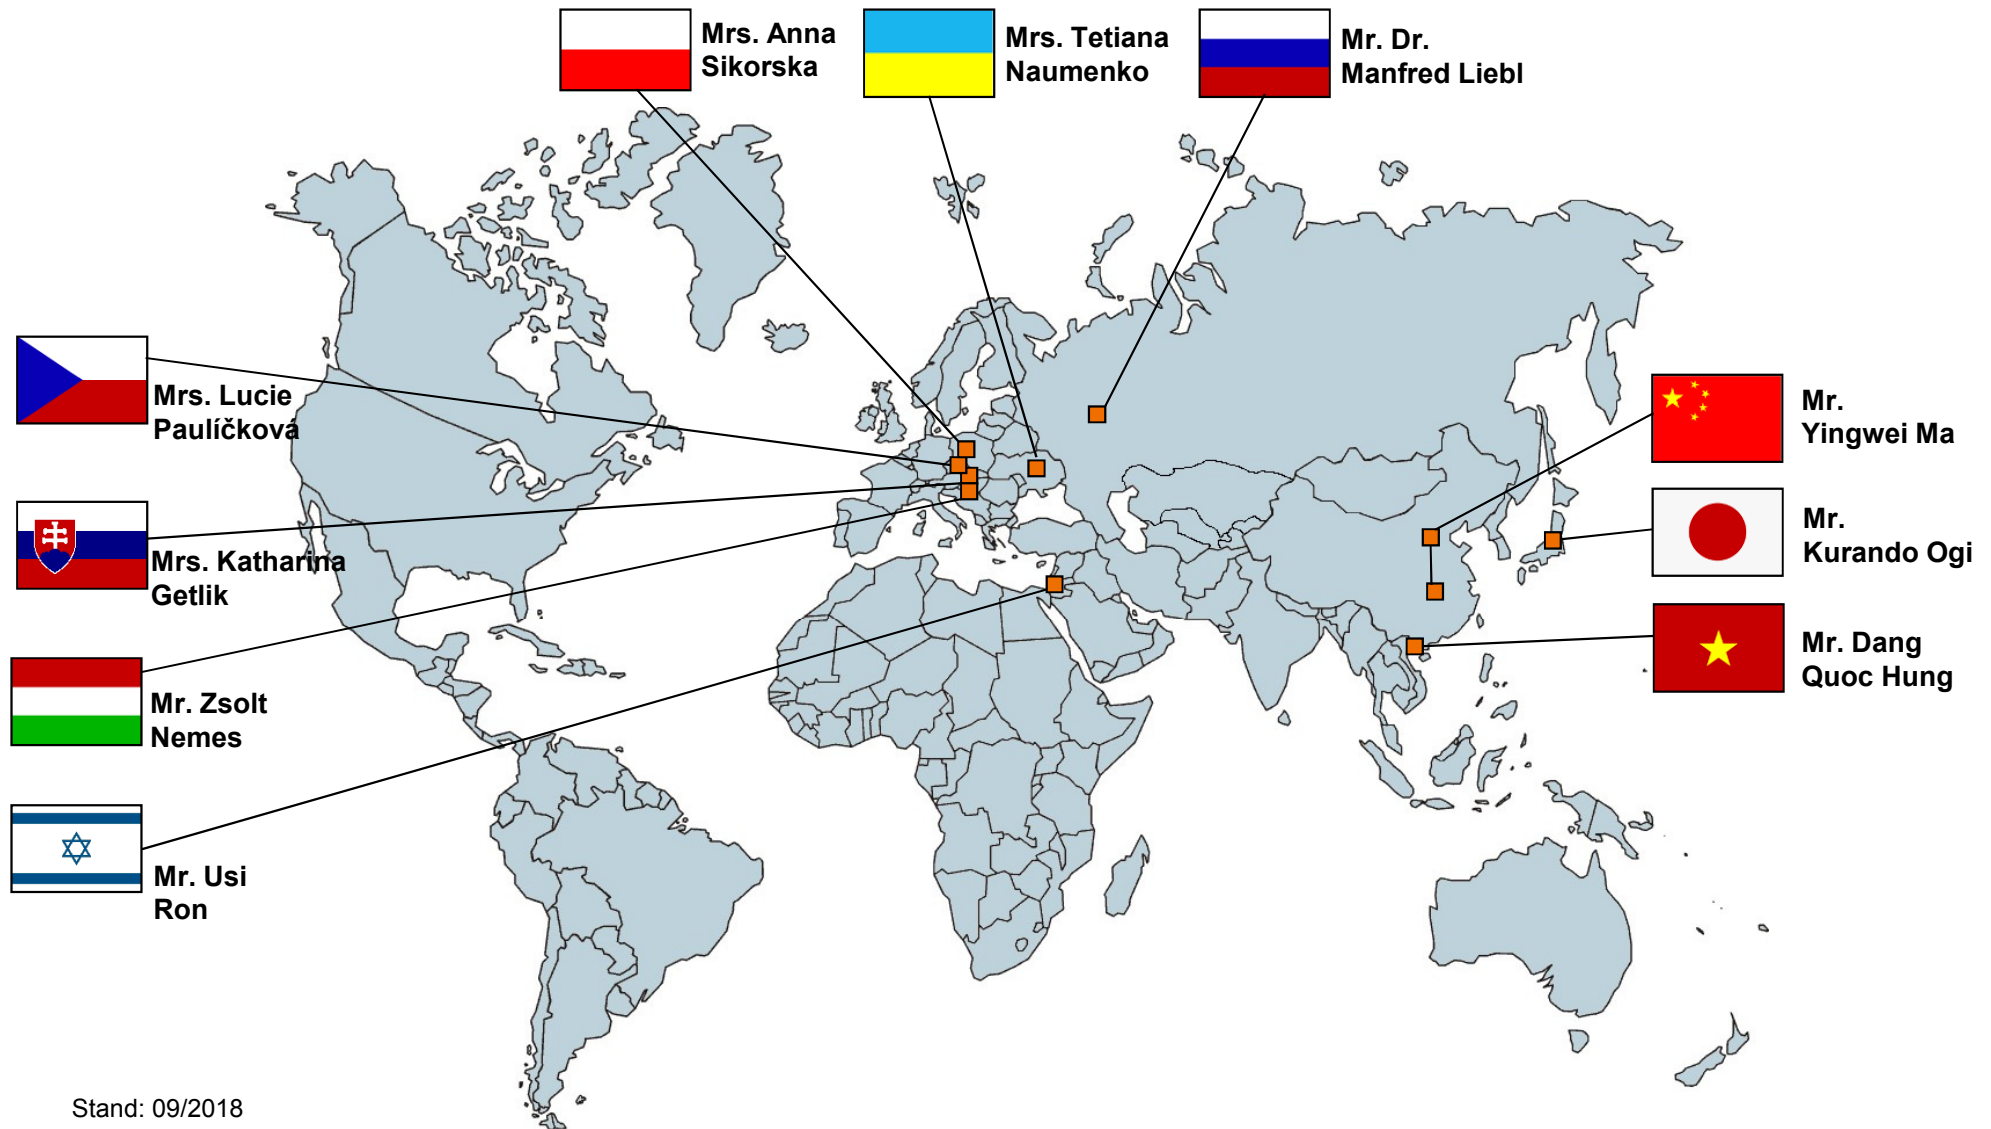 Mrs. Anna
Sikorska
Mrs. Tetiana
Naumenko
Mr. Dr.
Manfred Liebl
Mrs. Lucie
Paulíčková
Mrs. Katharina
Getlik
Mr. Zsolt
Nemes
Mr. Usi
Ron
Mr.
Yingwei Ma
Mr.
Kurando Ogi
Mr. Dang
Quoc Hung
Stand: 09/2018